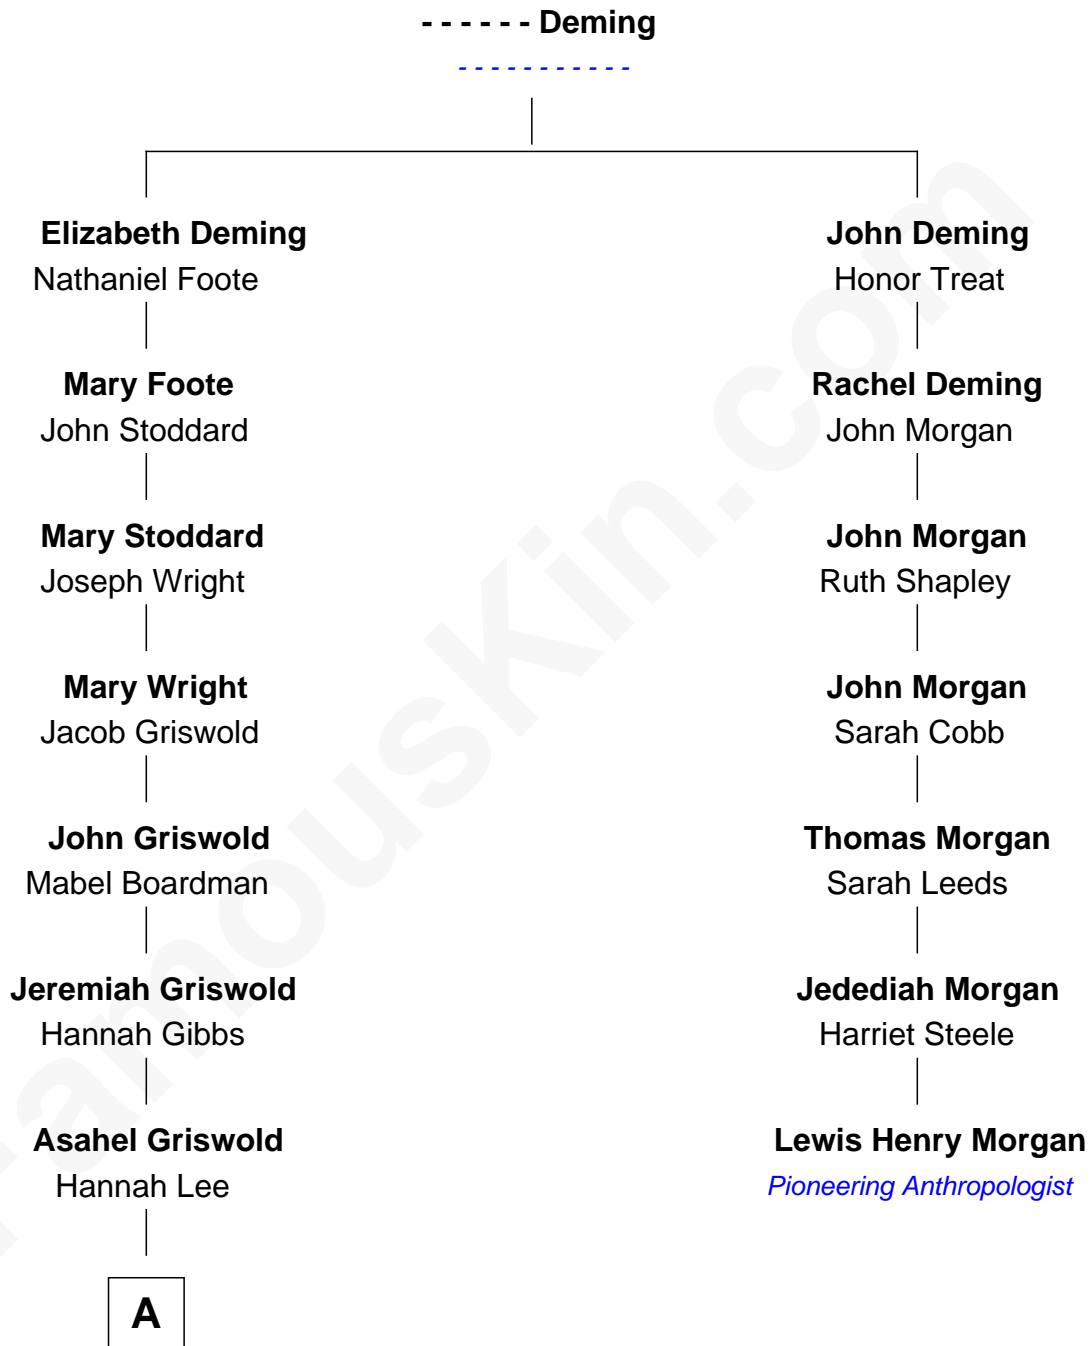 - - - - - - Deming
- - - - - - - - - - -
Elizabeth Deming
Nathaniel Foote
Mary Foote
John Stoddard
Mary Stoddard
Joseph Wright
Mary Wright
Jacob Griswold
John Griswold
Mabel Boardman
Jeremiah Griswold
Hannah Gibbs
Asahel Griswold
Hannah Lee
A
John Deming
Honor Treat
Rachel Deming
John Morgan
John Morgan
Ruth Shapley
John Morgan
Sarah Cobb
Thomas Morgan
Sarah Leeds
Jedediah Morgan
Harriet Steele
Lewis Henry Morgan
Pioneering Anthropologist
FamousKin.com